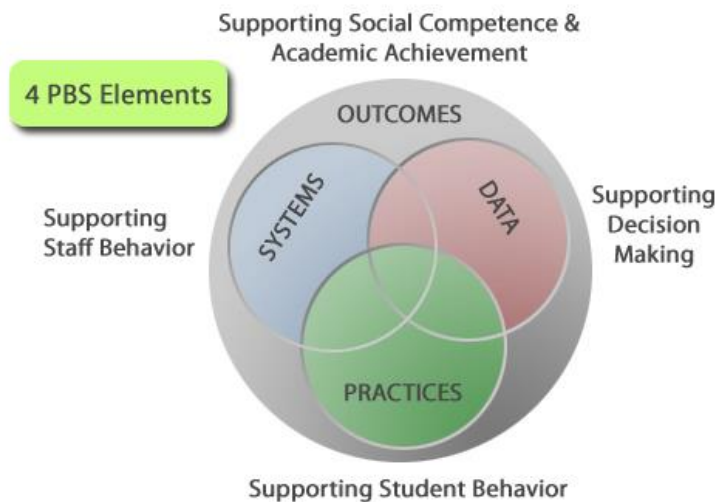 Supporting Social Competence &
Academic Achievement
4 PBS Elements
OUTCOMES
SYSTEMS
DATA
Supporting
Staff Behavior
Supporting
Decision
Making
PRACTICES
Supporting Student Behavior